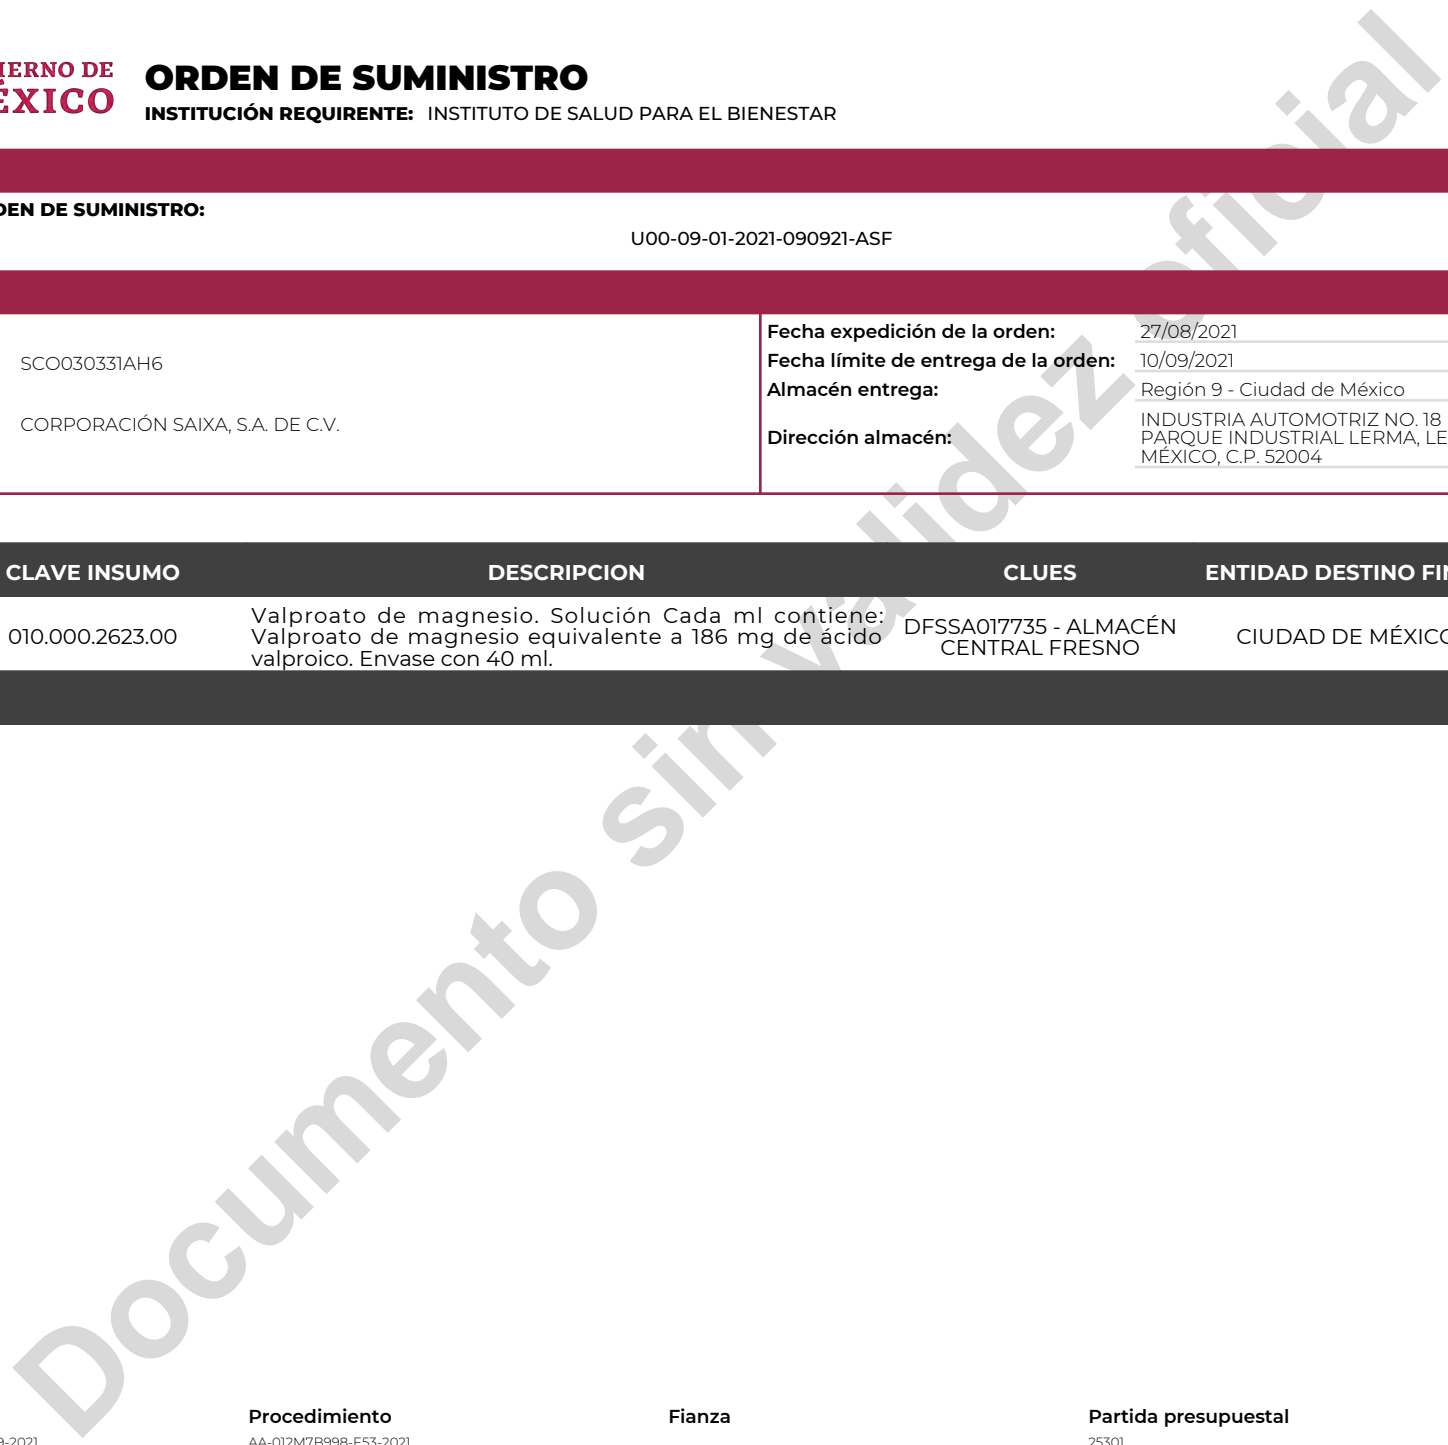 ORDEN DE SUMINISTRO
INSTITUCIÓN REQUIRENTE: INSTITUTO DE SALUD PARA EL BIENESTAR
DE SUMINISTRO:
U00-09-01-2021-090921-ASF
SCO030331AH6
CORPORACIÓN SAIXA, S.A. DE C.V.
Fecha expedición de la orden: 27/08/2021
Fecha límite de entrega de la orden: 10/09/2021
Almacén entrega: Región 9 - Ciudad de México
Dirección almacén:
INDUSTRIA AUTOMOTRIZ NO. 18
PARQUE INDUSTRIAL LERMA, LE
MÉXICO, C.P. 52004
CLAVE INSUMO DESCRIPCION CLUES ENTIDAD DESTINO
010.000.2623.00
Valproato de magnesio. Solución Cada ml contiene:
Valproato de magnesio equivalente a 186 mg de ácido
valproico. Envase con 40 ml.
DFSSA017735 - ALMACÉN
CENTRAL FRESNO
CIUDAD DE MÉXICO
Documento sin validez oficial
Procedimiento Fianza Partida presupuestal
AA-012M7B998-E53-2021 25301